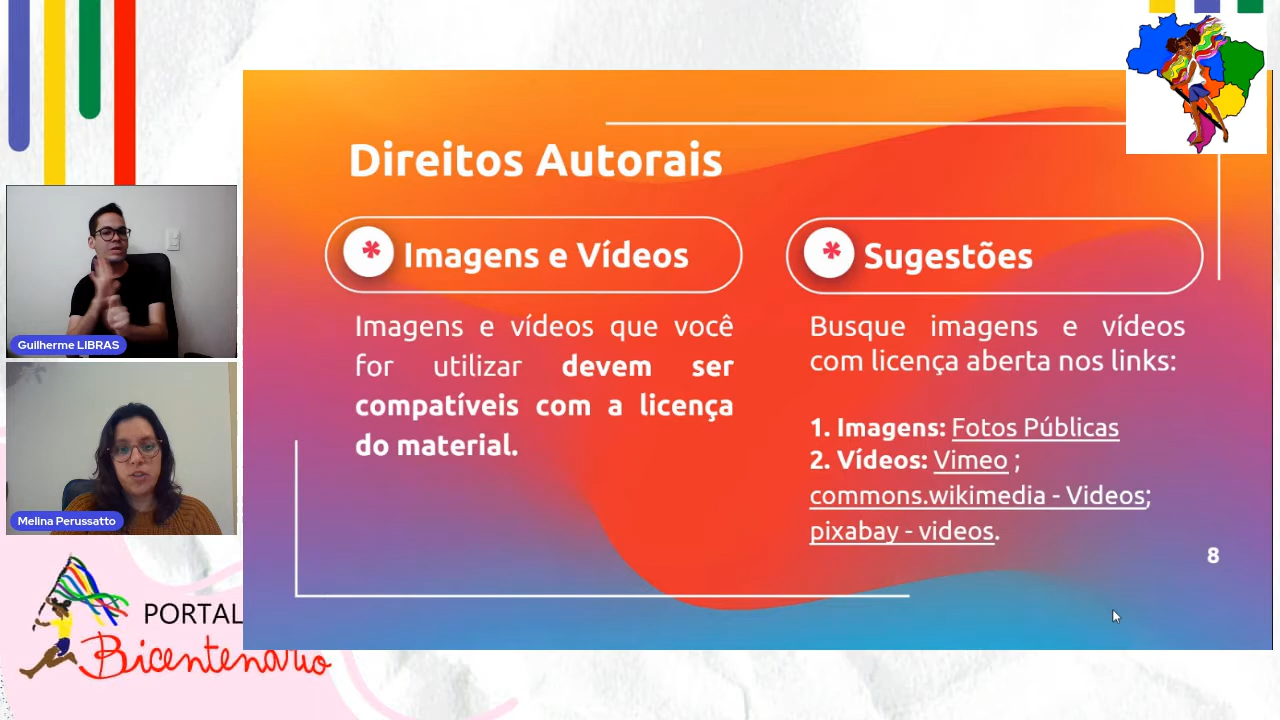 Direitos Autorais
* Imagens e Vídeos
Imagens e vídeos que você
for utilizar devem ser
compatíveis com a licença
do material.
* Sugestões
Busque imagens e vídeos
com licença aberta nos links:
1. Imagens: Fotos Públicas
2. Vídeos: Vimeo ;
commons.wikimedia - Videos;
pixabay - videos.
8
Guilherme LIBRAS
Melina Perussatto
PORTAL
Bicentenário